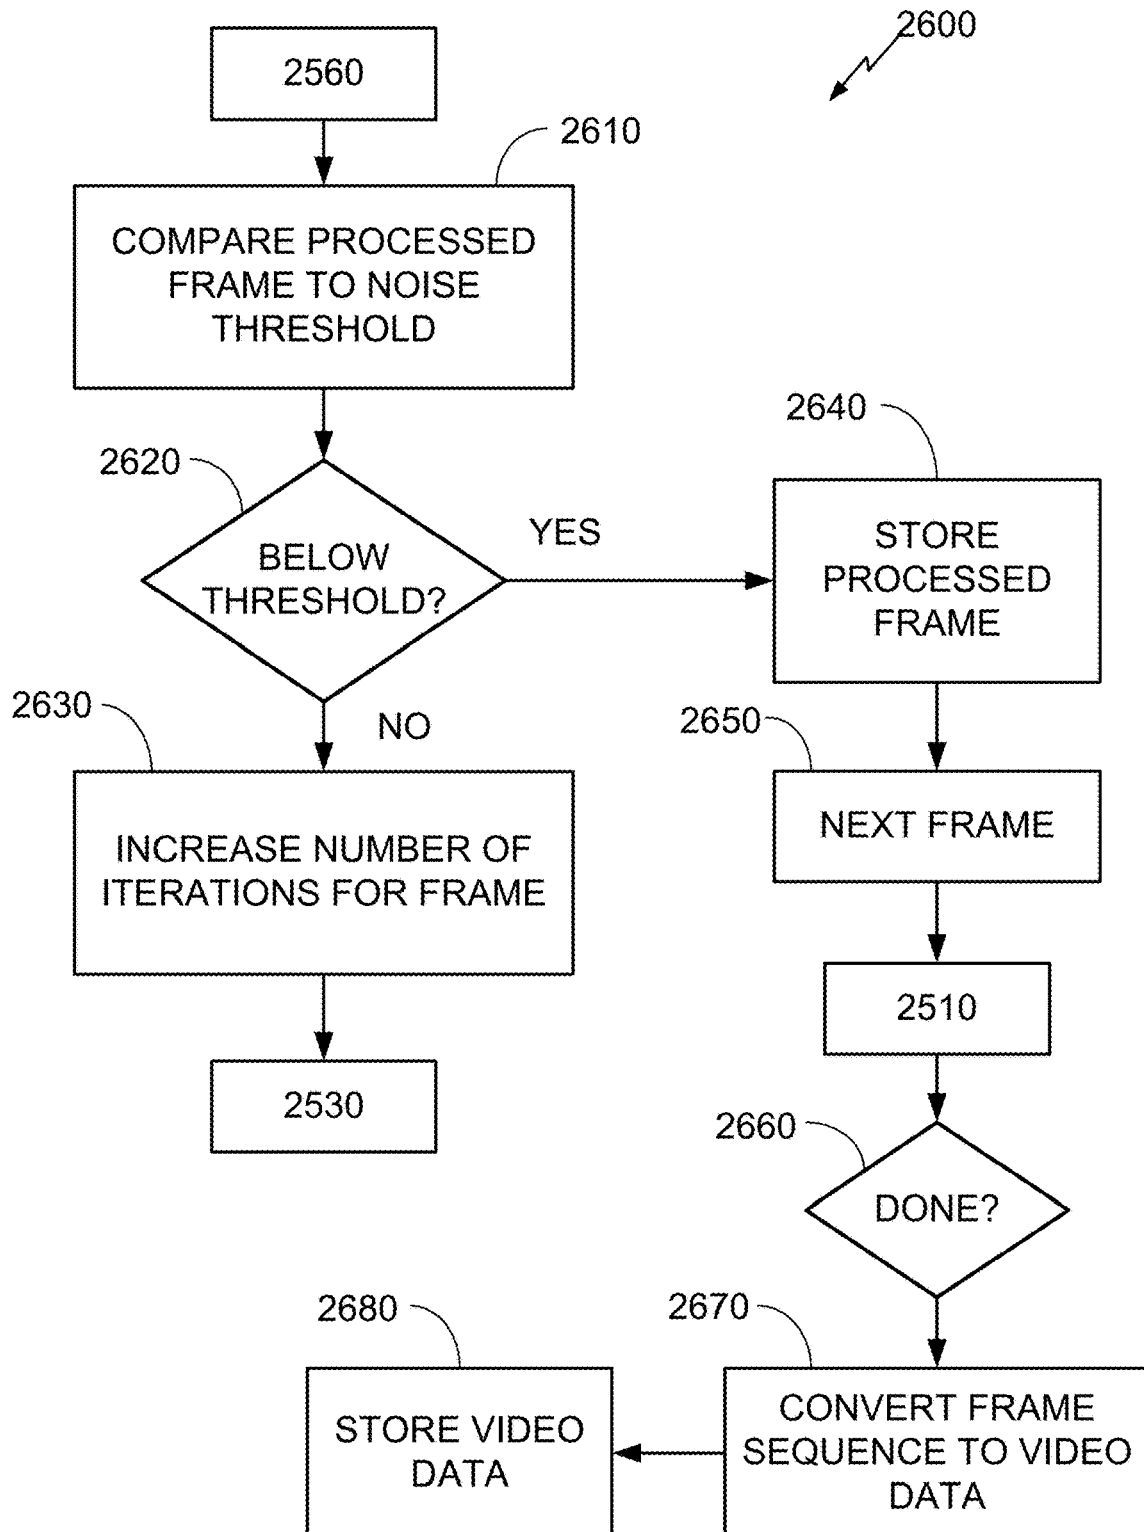 2600
2560
2610
COMPARE PROCESSED
FRAME TO NOISE
THRESHOLD
2620
BELOW
THRESHOLD?
YES
2640
STORE
PROCESSED
FRAME
2630
NO
INCREASE NUMBER OF
ITERATIONS FOR FRAME
2530
2650
NEXT FRAME
2510
2660
DONE?
2670
CONVERT FRAME
SEQUENCE TO VIDEO
DATA
2680
STORE VIDEO
DATA